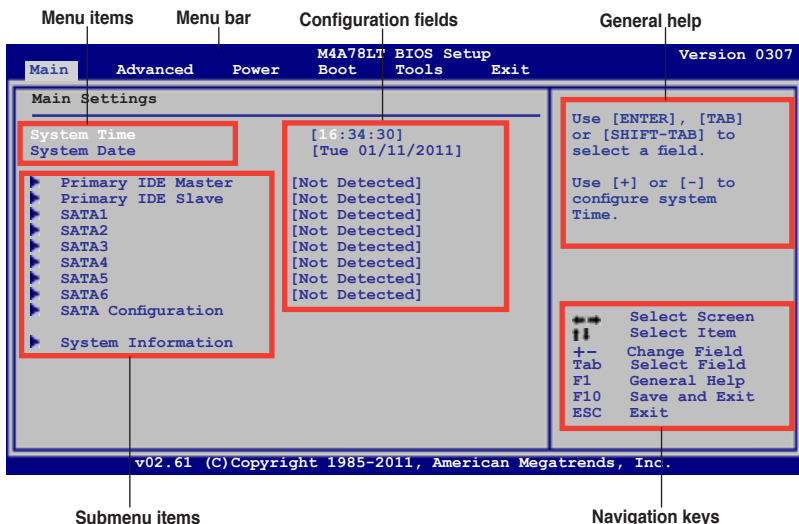 Menu items Menu bar Configuration fields General help
M4A78LT BIOS Setup Version 0307
Main Advanced Power Boot Tools Exit
Main Settings
System Time [16:34:30]
System Date [Tue 01/11/2011]
Primary IDE Master [Not Detected]
Primary IDE Slave [Not Detected]
SATA1 [Not Detected]
SATA2 [Not Detected]
SATA3 [Not Detected]
SATA4 [Not Detected]
SATA5 [Not Detected]
SATA6 [Not Detected]
SATA Configuration
System Information
Use [ENTER], [TAB]
or [SHIFT-TAB] to
select a field.
Use [+] or [-] to
configure system
Time.
←→ Select Screen
↑↓ Select Item
+- Change Field
Tab Select Field
F1 General Help
F10 Save and Exit
ESC Exit
v02.61 (C)Copyright 1985-2011, American Megatrends, Inc.
Submenu items Navigation keys